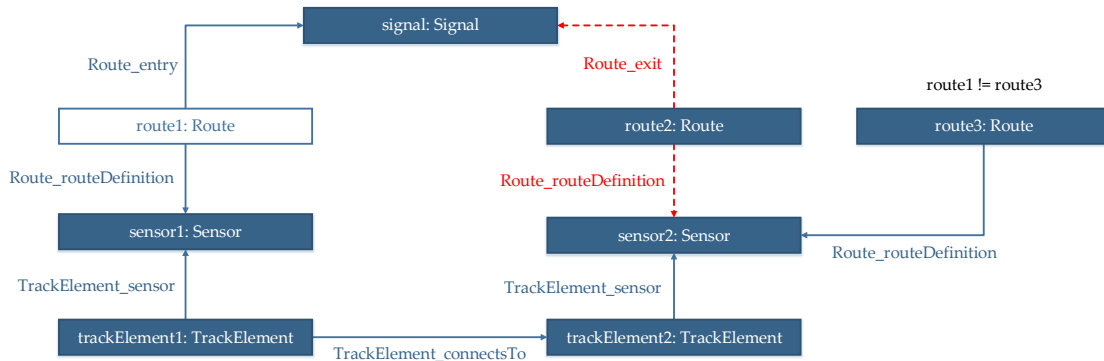 signal: Signal
Route_entry
Route_exit
route1 != route3
route1: Route
route2: Route
route3: Route
Route_routeDefinition
Route_routeDefinition
sensor1: Sensor
sensor2: Sensor
Route_routeDefinition
TrackElement_sensor
TrackElement_sensor
trackElement1: TrackElement
trackElement2: TrackElement
TrackElement_connectsTo